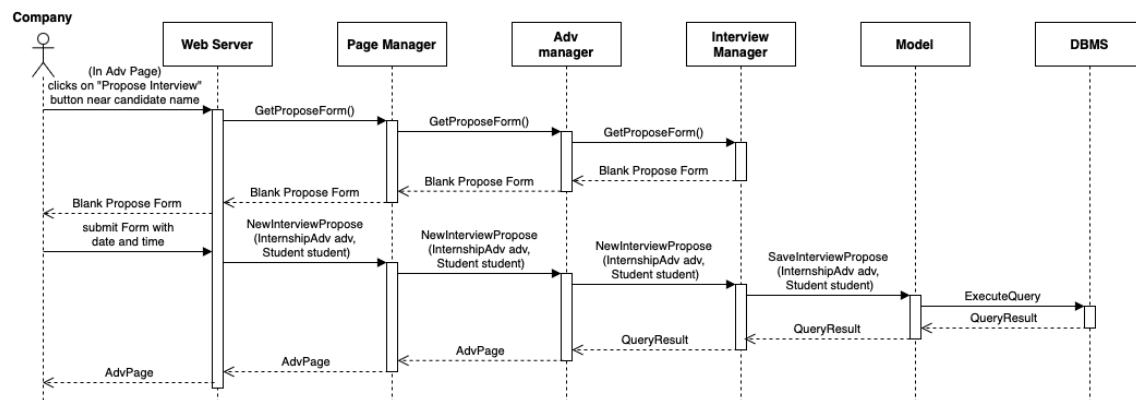 Company
Web Server
Page Manager
Adv
manager
Interview
Manager
Model
DBMS
(In Adv Page)
clicks on "Propose Interview"
button near candidate name
GetProposeForm()
GetProposeForm()
GetProposeForm()
Blank Propose Form
Blank Propose Form
Blank Propose Form
Blank Propose Form
submit Form with
date and time
NewInterviewPropose
(InternshipAdv adv,
Student student)
NewInterviewPropose
(InternshipAdv adv,
Student student)
NewInterviewPropose
(InternshipAdv adv,
Student student)
SaveInterviewPropose
(InternshipAdv adv,
Student student)
ExecuteQuery
QueryResult
QueryResult
QueryResult
AdvPage
AdvPage
AdvPage